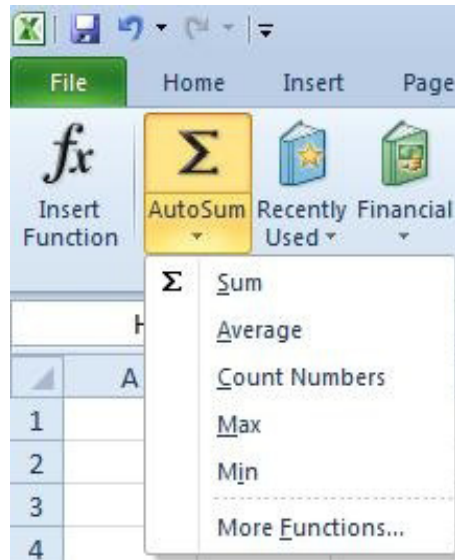 File Home Insert Page
fx Σ
Insert AutoSum Recently Financial
Function Used
Σ Sum
H
Average
A
Count Numbers
1
Max
2
Min
3
More Functions...
4